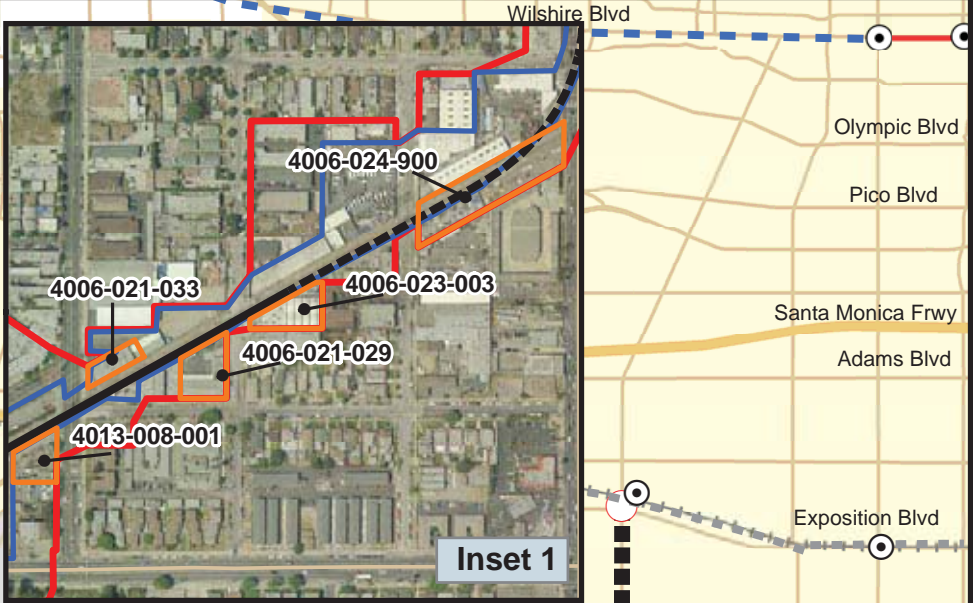 Wilshire Blvd
Olympic Blvd
4006-024-900
Pico Blvd
4006-021-033
4006-023-003
Santa Monica Frwy
4006-021-029
Adams Blvd
4013-008-001
Exposition Blvd
Inset 1